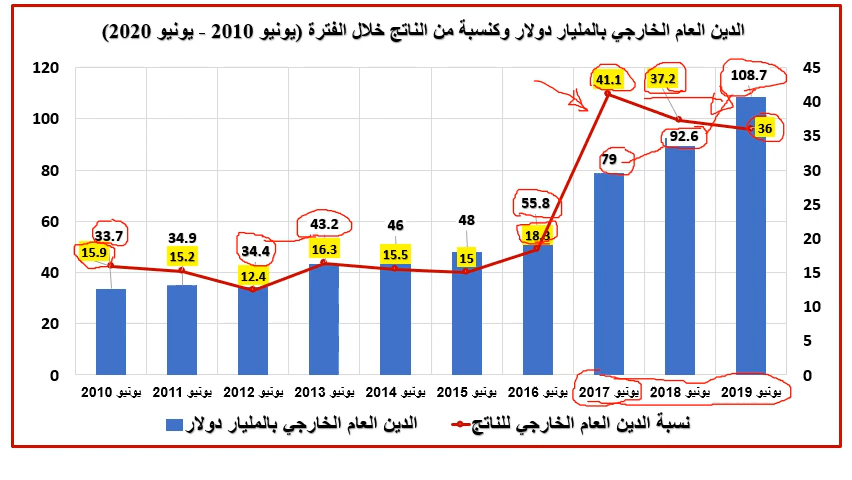 الدين العام الخارجي بالمليار دولار وكنسبة من الناتج خلال الفترة (يونيو 2010 - يونيو 2020)
120
100
80
60
40
20
0
45
40
35
30
25
20
15
10
5
0
33.7
34.9
34.4
43.2
46
48
55.8
79
92.6
108.7
15.9
15.2
12.4
16.3
15.5
15
18.3
41.1
37.2
36
يونيو 2010
يونيو 2011
يونيو 2012
يونيو 2013
يونيو 2014
يونيو 2015
يونيو 2016
يونيو 2017
يونيو 2018
يونيو 2019
الدين العام الخارجي بالمليار دولار
نسبة الدين العام الخارجي للناتج